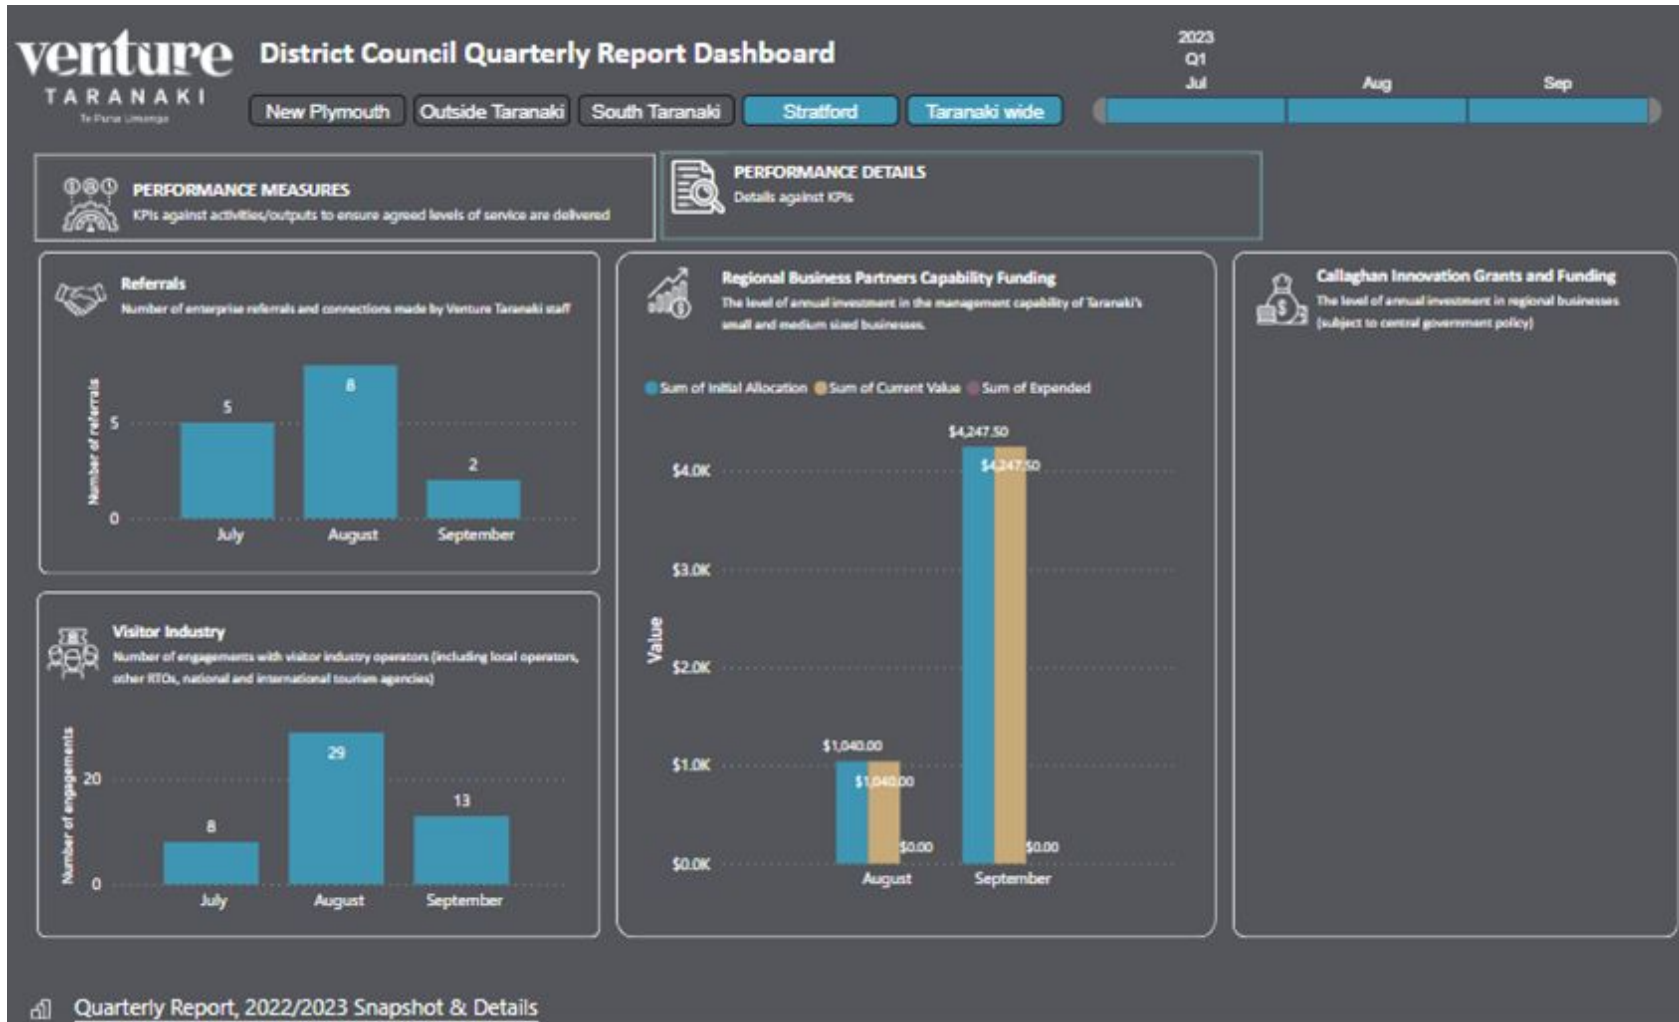 venture
TARANAKI
Te Puna Umanga
District Council Quarterly Report Dashboard
New Plymouth
Outside Taranaki
South Taranaki
Stratford
Taranaki wide
2023
Q1
Jul
Aug
Sep
PERFORMANCE MEASURES
KPIs against activities/outputs to ensure agreed levels of service are delivered
PERFORMANCE DETAILS
Details against KPIs
Referrals
Number of enterprise referrals and connections made by Venture Taranaki staff
Number of referrals
5
0
5
8
2
July
August
September
Visitor Industry
Number of engagements with visitor industry operators (including local operators,
other RTOs, national and international tourism agencies)
Number of engagements
20
0
8
29
13
July
August
September
Regional Business Partners Capability Funding
The level of annual investment in the management capability of Taranaki's
small and medium sized businesses.
Sum of Initial Allocation
Sum of Current Value
Sum of Expended
Value
$4.0K
$3.0K
$2.0K
$1.0K
$0.0K
$1,040.00
$1,040.00
$0.00
$4,247.50
$4,247.50
$0.00
August
September
Callaghan Innovation Grants and Funding
The level of annual investment in regional businesses
(subject to central government policy)
Quarterly Report, 2022/2023 Snapshot & Details